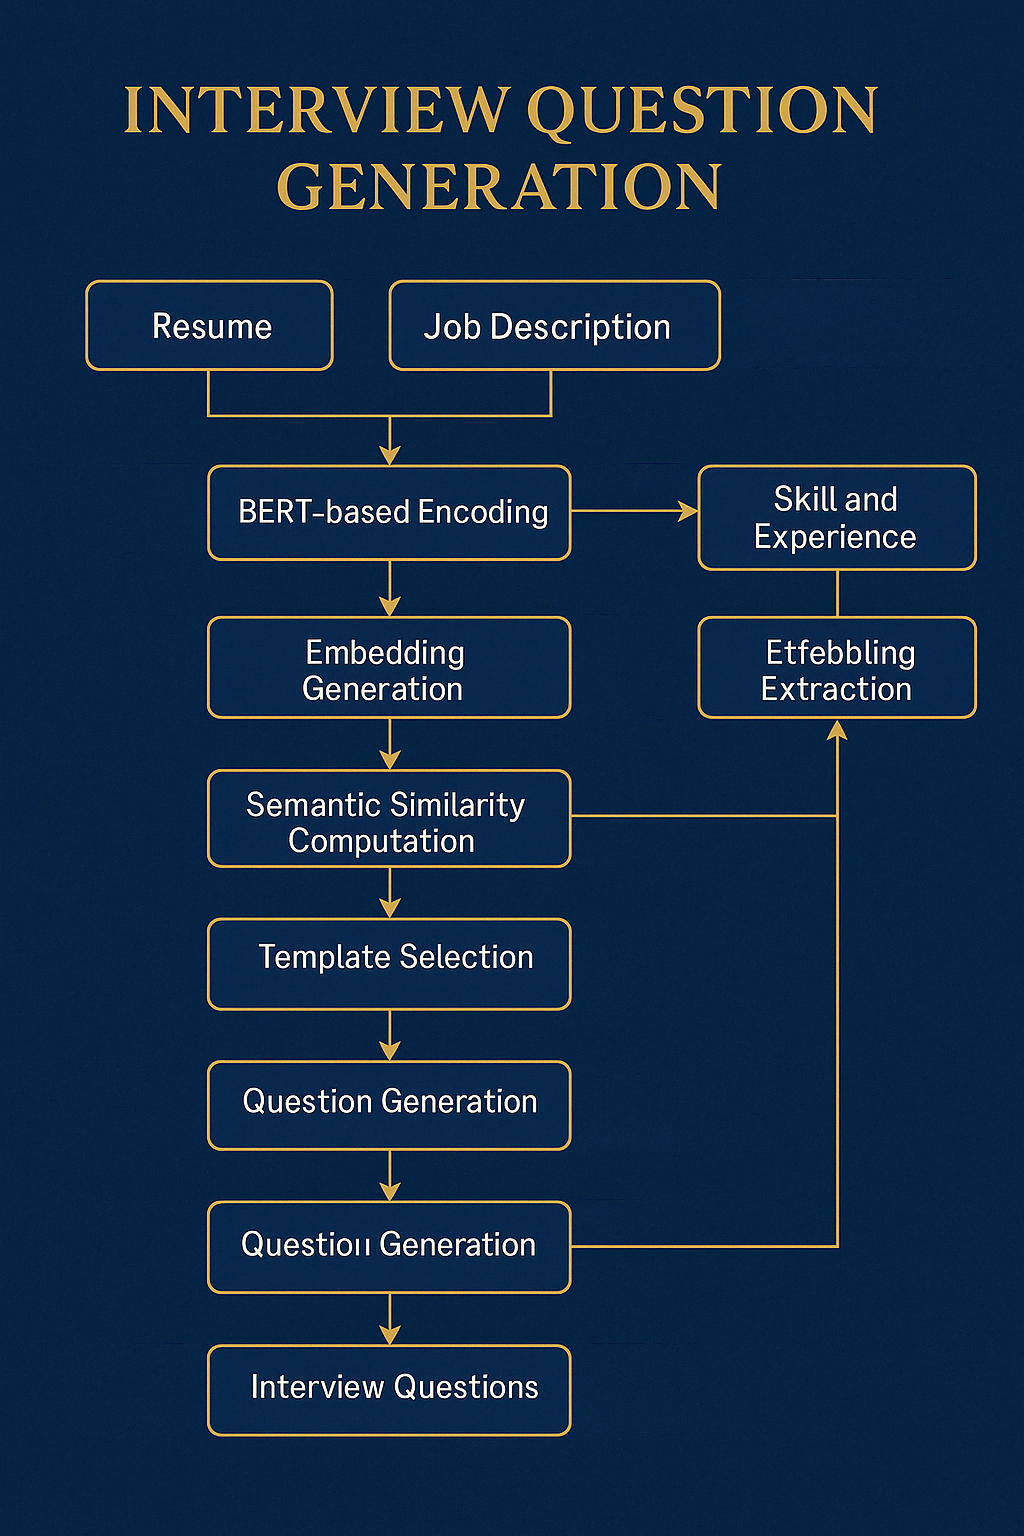 INTERVIEW QUESTION
GENERATION
Resume
Job Description
BERT-based Encoding
Skill and
Experience
Embedding
Generation
Etfebbling
Extraction
Semantic Similarity
Computation
Template Selection
Question Generation
Question Generation
Interview Questions